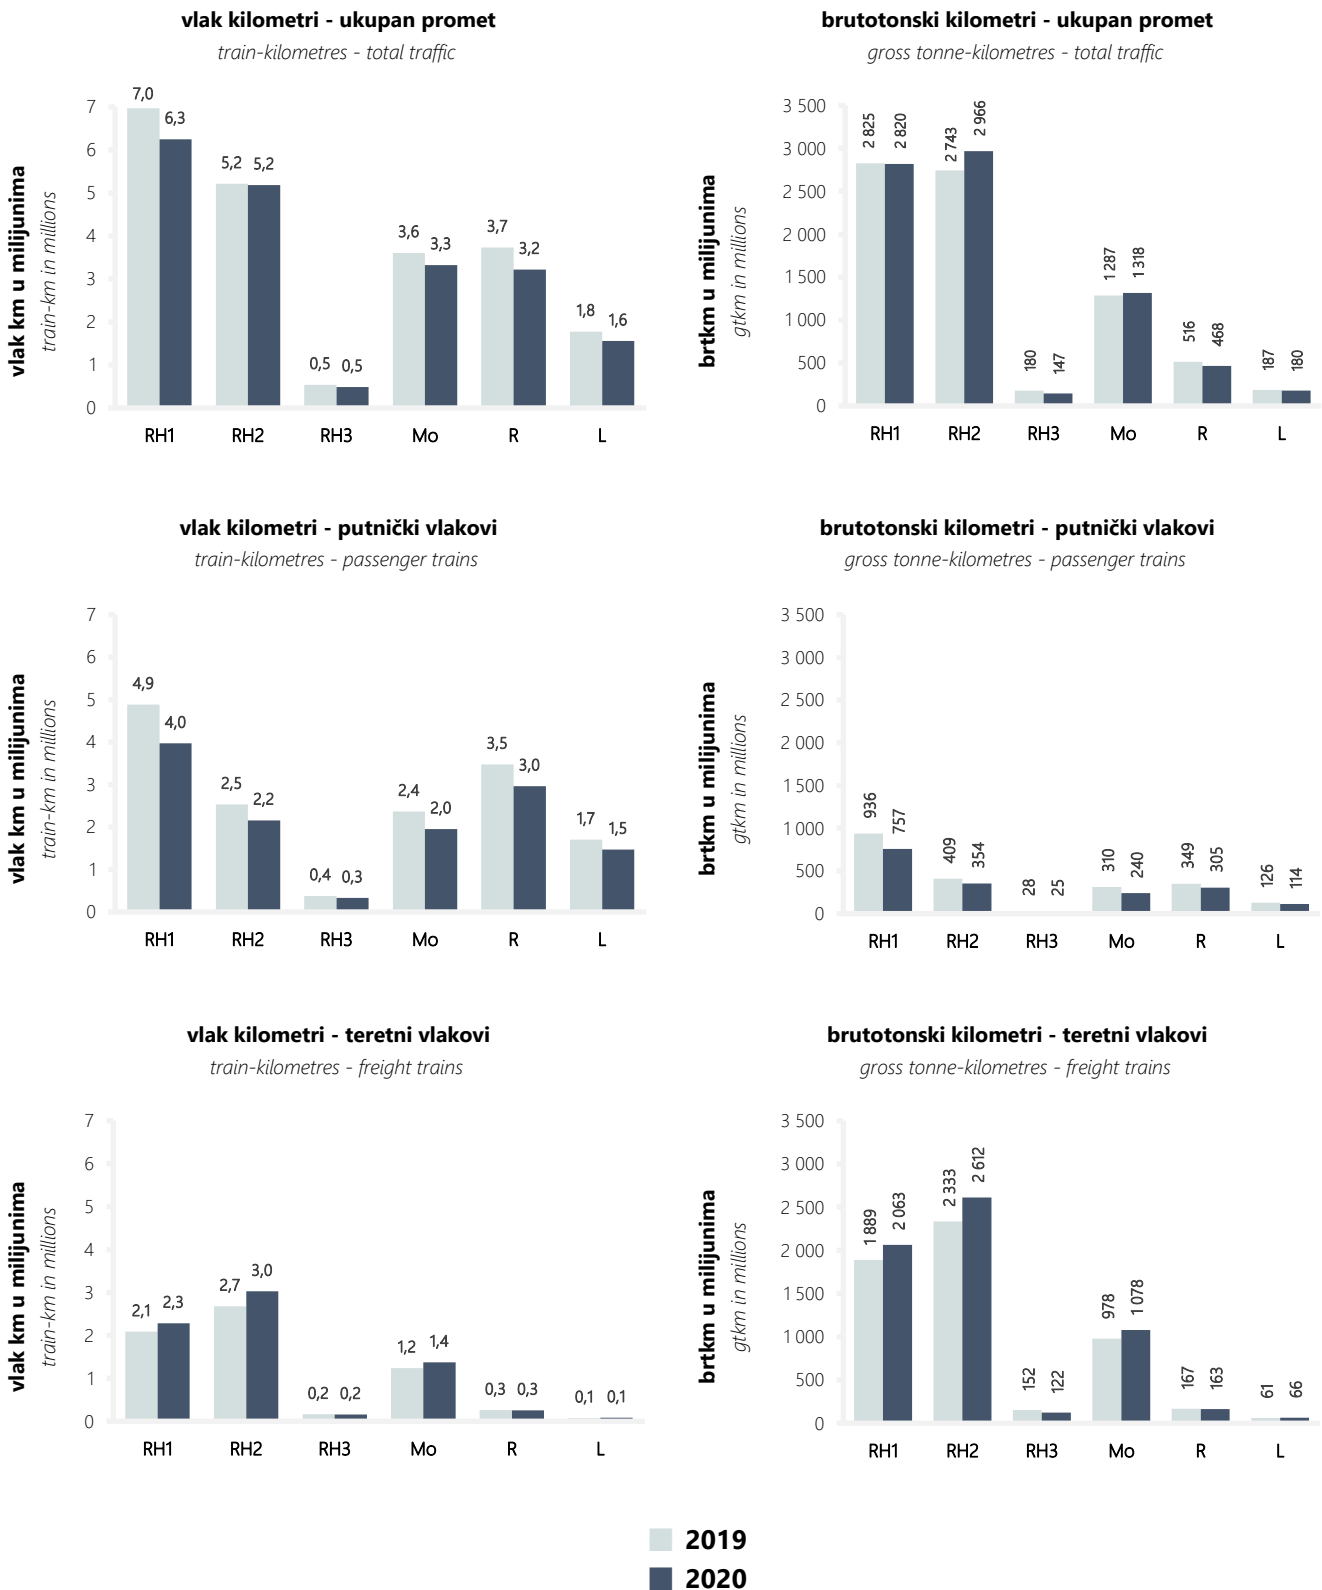 vlak kilometri - ukupan promet
train-kilometres - total traffic
vlak km u milijunima
train-km in millions
7
6
5
4
3
2
1
0
7,0
6,3
5,2
5,2
0,5
0,5
3,6
3,3
3,7
3,2
1,8
1,6
RH1
RH2
RH3
Mo
R
L
brutotonski kilometri - ukupan promet
gross tonne-kilometres - total traffic
brtkm u milijunima
gtkm in millions
3 500
3 000
2 500
2 000
1 500
1 000
500
0
2 825
2 820
2 743
2 966
180
147
1 287
1 318
516
468
187
180
RH1
RH2
RH3
Mo
R
L
vlak kilometri - putnički vlakovi
train-kilometres - passenger trains
vlak km u milijunima
train-km in millions
7
6
5
4
3
2
1
0
4,9
4,0
2,5
2,2
0,4
0,3
2,4
2,0
3,5
3,0
1,7
1,5
RH1
RH2
RH3
Mo
R
L
brutotonski kilometri - putnički vlakovi
gross tonne-kilometres - passenger trains
brtkm u milijunima
gtkm in millions
3 500
3 000
2 500
2 000
1 500
1 000
500
0
936
757
409
354
28
25
310
240
349
305
126
114
RH1
RH2
RH3
Mo
R
L
vlak kilometri - teretni vlakovi
train-kilometres - freight trains
vlak km u milijunima
train-km in millions
7
6
5
4
3
2
1
0
2,1
2,3
2,7
3,0
0,2
0,2
1,2
1,4
0,3
0,3
0,1
0,1
RH1
RH2
RH3
Mo
R
L
brutotonski kilometri - teretni vlakovi
gross tonne-kilometres - freight trains
brtkm u milijunima
gtkm in millions
3 500
3 000
2 500
2 000
1 500
1 000
500
0
1 889
2 063
2 333
2 612
152
122
978
1 078
167
163
61
66
RH1
RH2
RH3
Mo
R
L
2019
2020